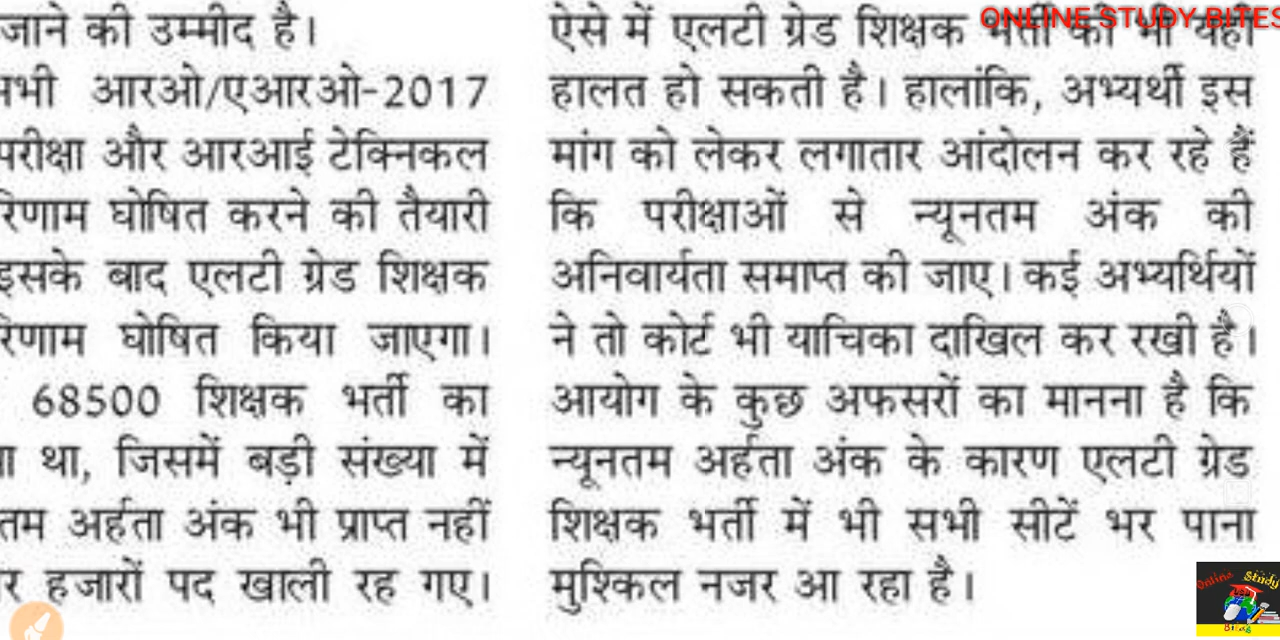 जाने की उम्मीद है।
भी आरओ/एआरओ-2017
परीक्षा और आरआई टेक्निकल
रिणाम घोषित करने की तैयारी
इसके बाद एलटी ग्रेड शिक्षक
रिणाम घोषित किया जाएगा।
68500 शिक्षक भर्ती का
था, जिसमें बड़ी संख्या में
तम अर्हता अंक भी प्राप्त नहीं
र हजारों पद खाली रह गए।
ONLINE STUDY BITES
ऐसे में एलटी ग्रेड शिक्षक भर्ती की भी यही
हालत हो सकती है। हालांकि, अभ्यर्थी इस
मांग को लेकर लगातार आंदोलन कर रहे हैं
कि परीक्षाओं से न्यूनतम अंक की
अनिवार्यता समाप्त की जाए। कई अभ्यर्थियों
ने तो कोर्ट भी याचिका दाखिल कर रखी है।
आयोग के कुछ अफसरों का मानना है कि
न्यूनतम अर्हता अंक के कारण एलटी ग्रेड
शिक्षक भर्ती में भी सभी सीटें भर पाना
मुश्किल नजर आ रहा है।
Online Study
Bites